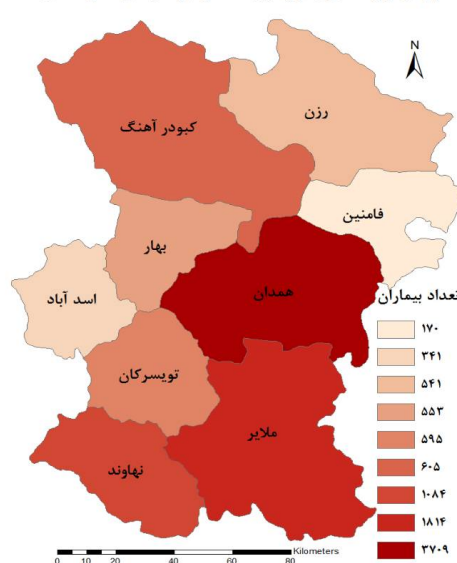 N
رزن
کبودر آهنگ
فامنین
بهار
همدان
اسد آباد
تویسرکان
ملایر
نهاوند
تعداد بیماران
۱۷۰
۳۴۱
۵۴۱
۵۵۳
۵۹۵
۶۰۵
۱۰۸۴
۱۸۱۴
۳۷۰۹
Kilometers
0 10 20 40 60 80